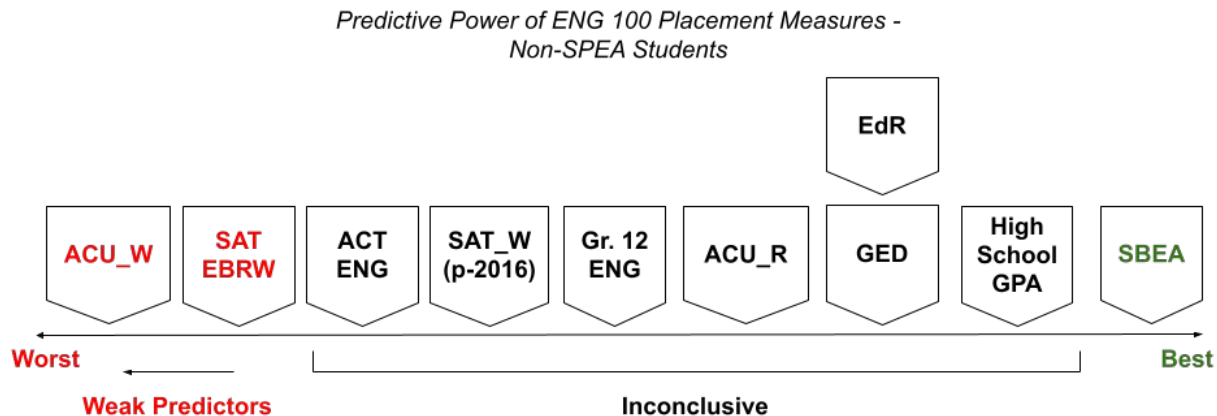 Predictive Power of ENG 100 Placement Measures -
Non-SPEA Students
EdR
ACU_W
SAT
EBRW
ACT
ENG
SAT_W
(p-2016)
Gr. 12
ENG
ACU_R
GED
High
School
GPA
SBEA
Worst
Best
Weak Predictors
Inconclusive